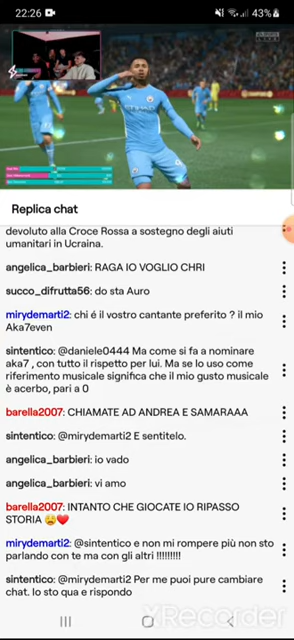 22:26
43%
Replica chat
devoluto alla Croce Rossa a sostegno degli aiuti
umanitari in Ucraina.
angelica_barbieri: RAGA IO VOGLIO CHRI
succo_difrutta56: do sta Auro
mirydemarti2: chi é il vostro cantante preferito ? il mio
Aka7even
sintentico: @daniele0444 Ma come si fa a nominare
aka7 , con tutto il rispetto per lui. Ma se lo uso come
riferimento musicale significa che il mio gusto musicale
è acerbo, pari a 0
barella2007: CHIAMATE AD ANDREA E SAMARAAA
sintentico: @mirydemarti2 E sentitelo.
angelica_barbieri: io vado
angelica_barbieri: vi amo
barella2007: INTANTO CHE GIOCATE IO RIPASSO
STORIA 😩❤️
mirydemarti2: @sintentico e non mi rompere più non sto
parlando con te ma con gli altri !!!!!!!!!
sintentico: @mirydemarti2 Per me puoi pure cambiare
chat. Io sto qua e rispondo
XRecorder